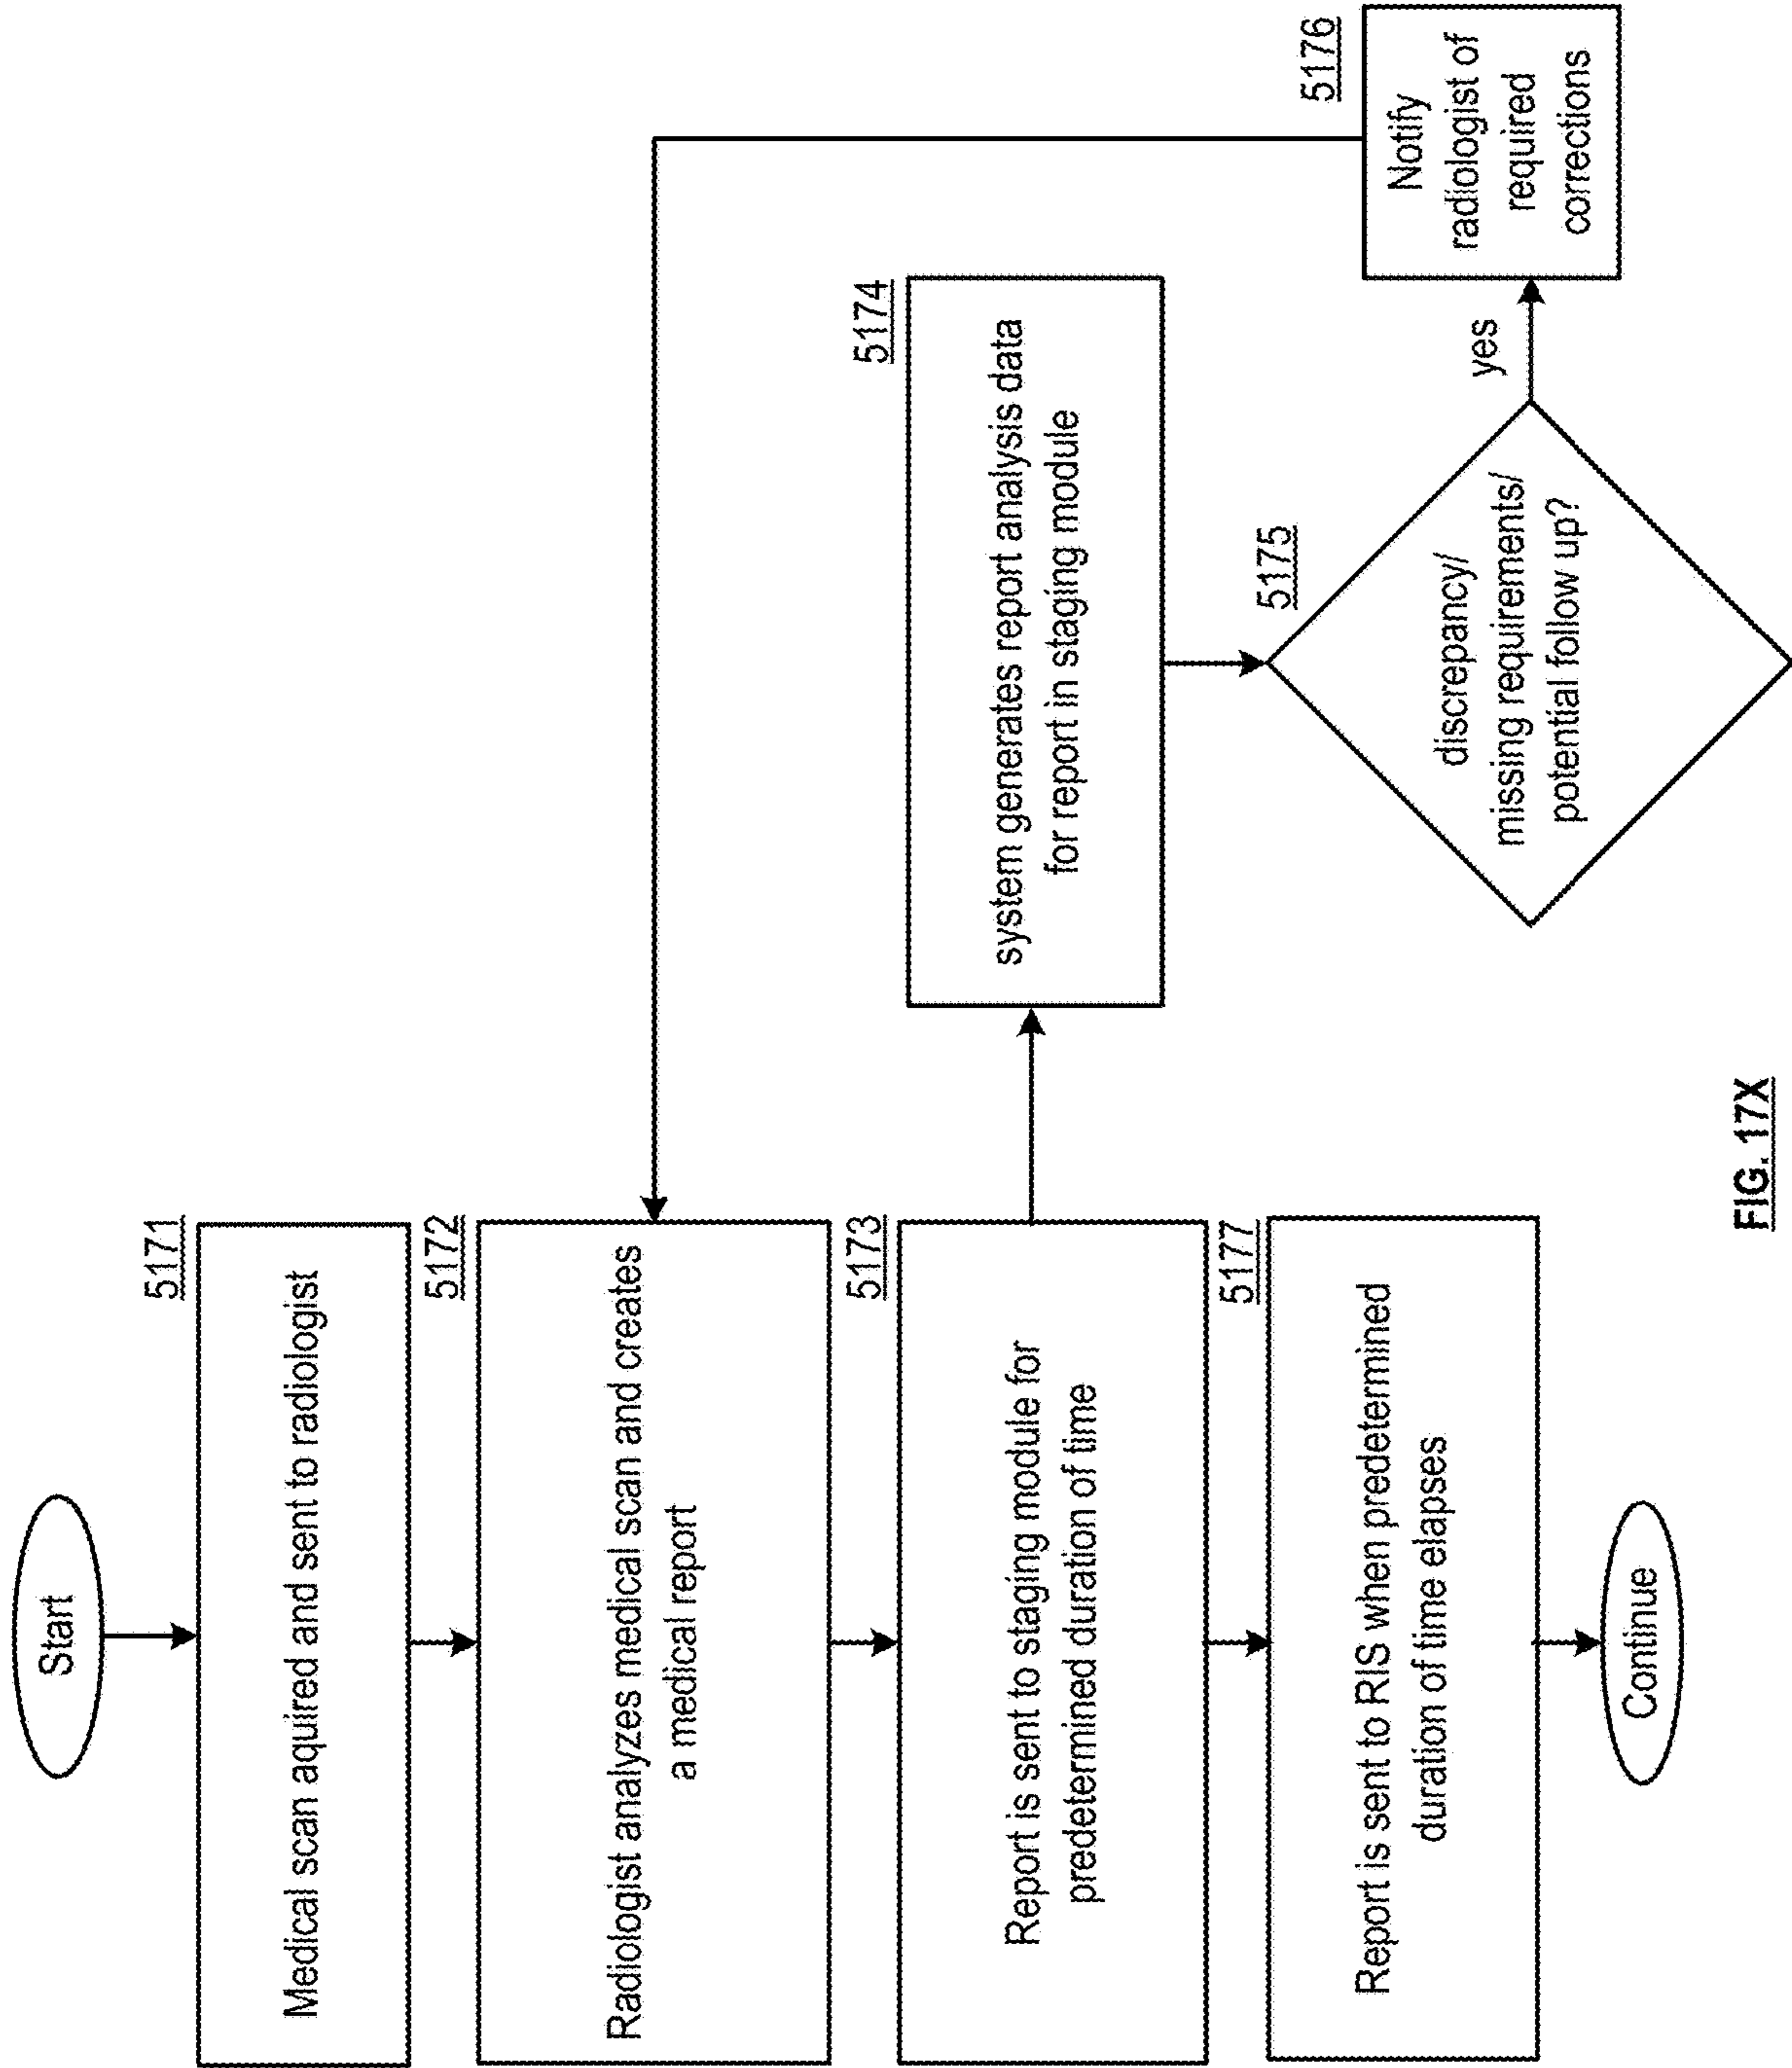 Start
5171
Medical scan aquired and sent to radiologist
5172
Radiologist analyzes medical scan and creates
a medical report
5173
Report is sent to staging module for
predetermined duration of time
5174
system generates report analysis data
for report in staging module
5175
discrepancy/
missing requirements/
potential follow up?
yes
5176
Notify
radiologist of
required
corrections
5177
Report is sent to RIS when predetermined
duration of time elapses
Continue
FIG. 17X